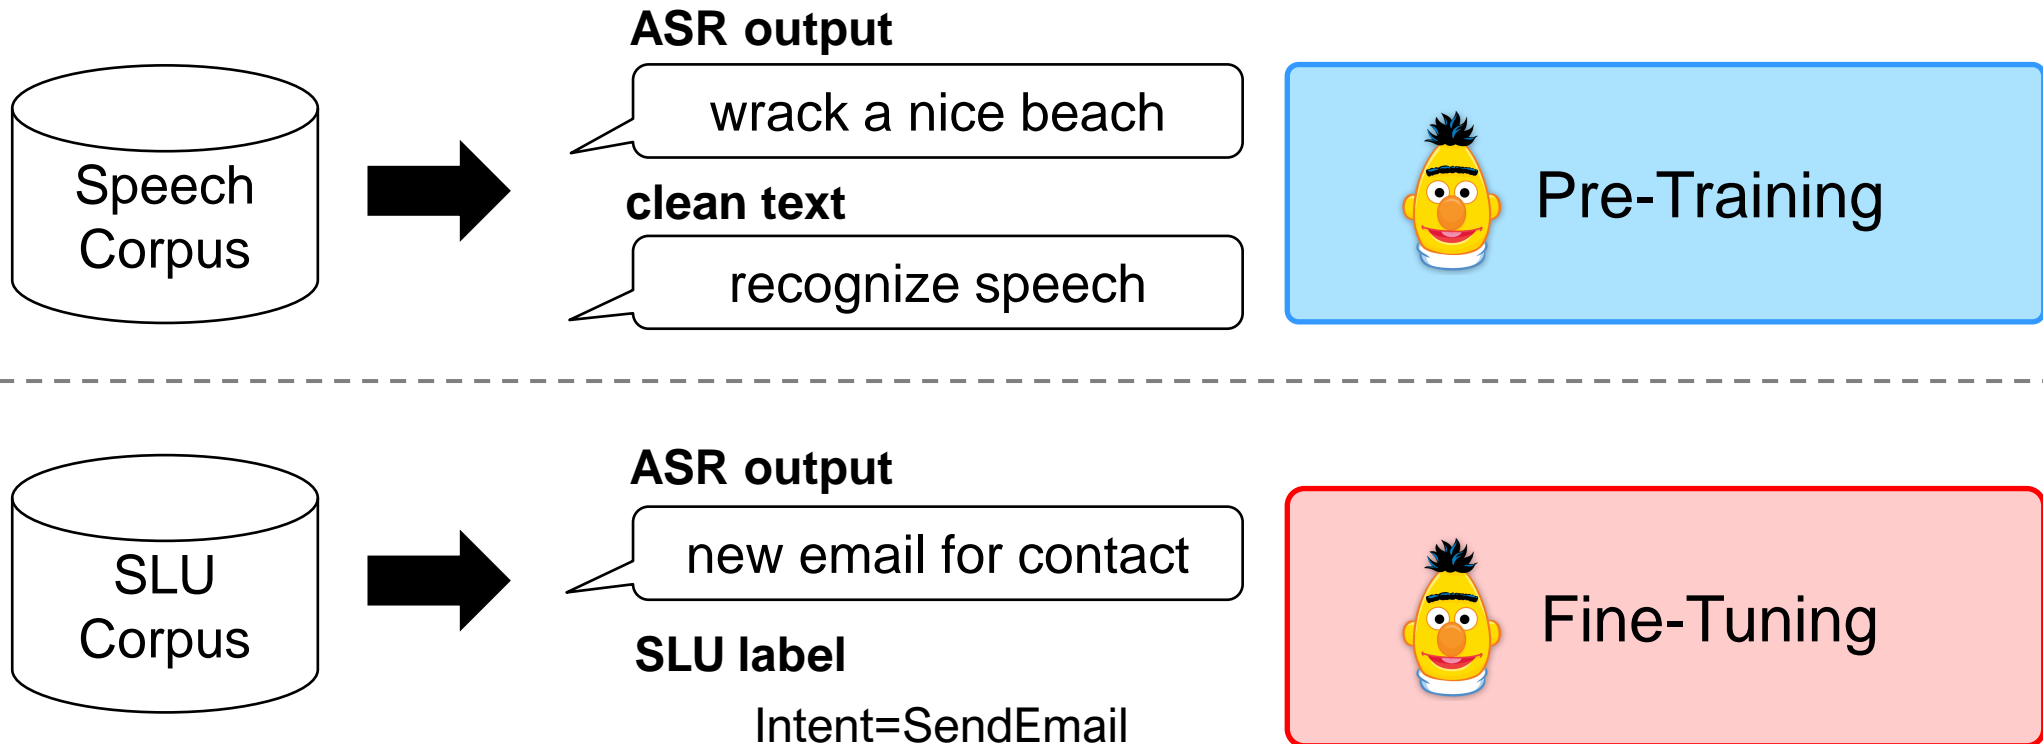 ASR output
wrack a nice beach
Speech
Corpus
clean text
recognize speech
Pre-Training
ASR output
new email for contact
SLU
Corpus
SLU label
Intent=SendEmail
Fine-Tuning